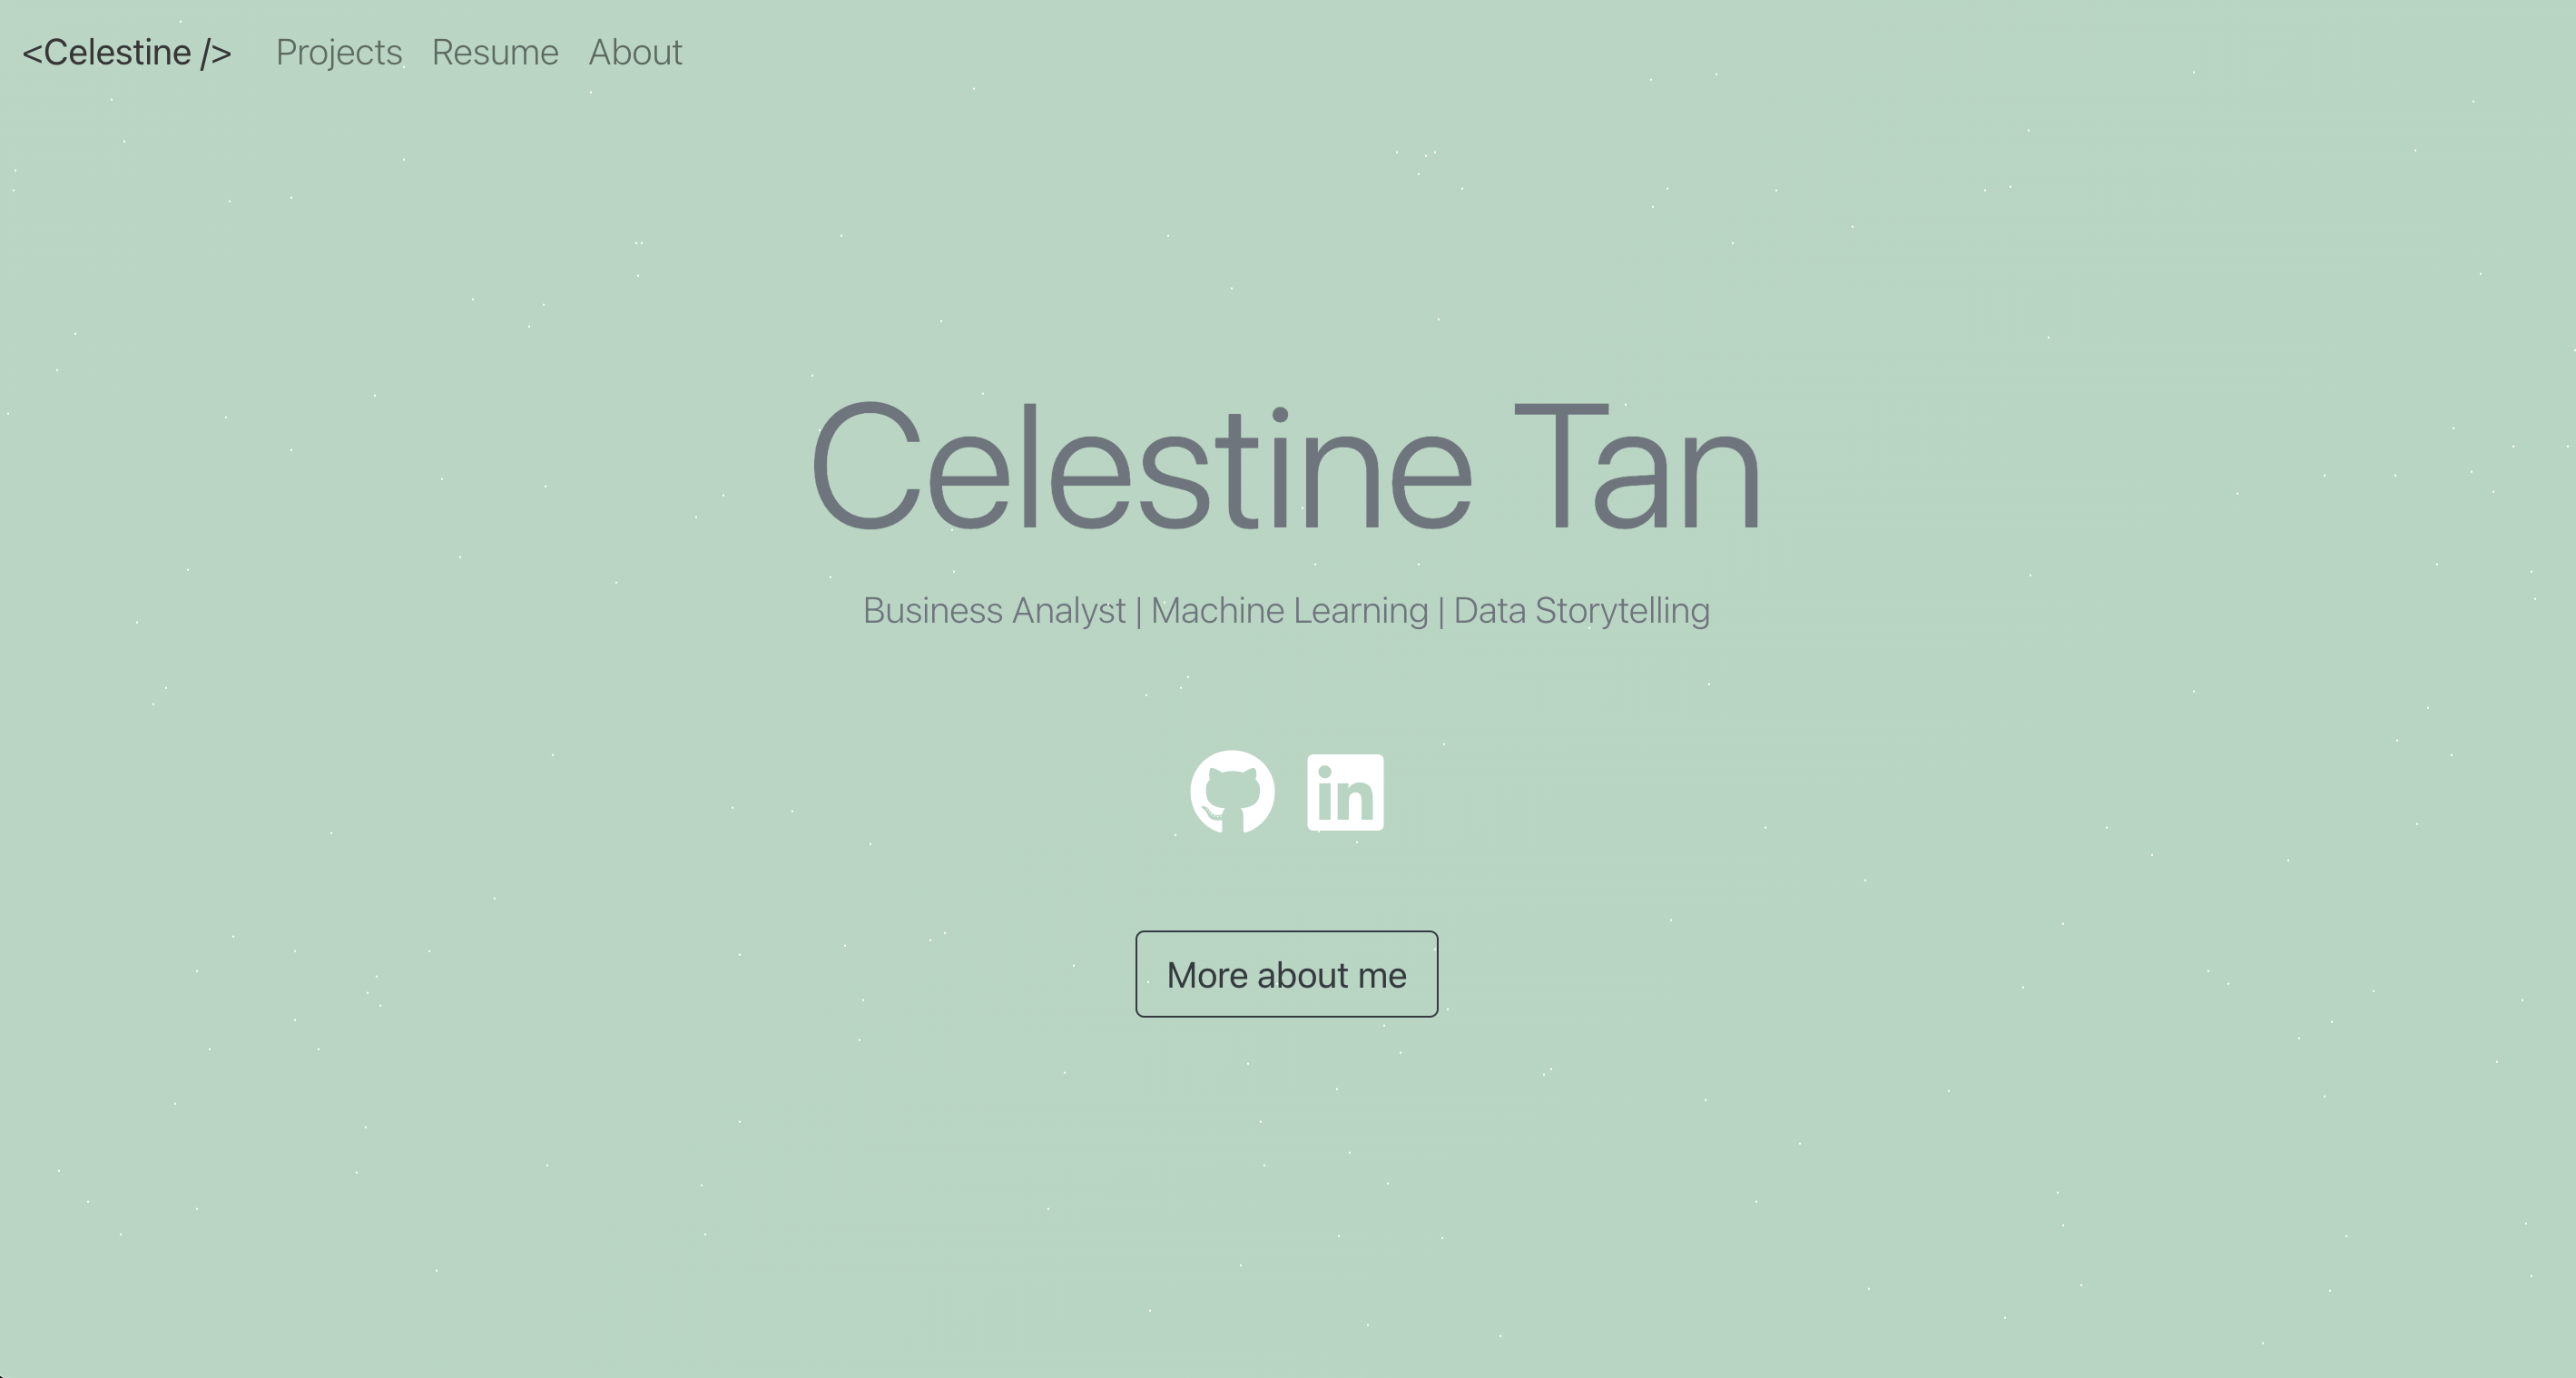 <Celestine /> Projects Resume About
Celestine Tan
Business Analyst | Machine Learning | Data Storytelling
in
More about me